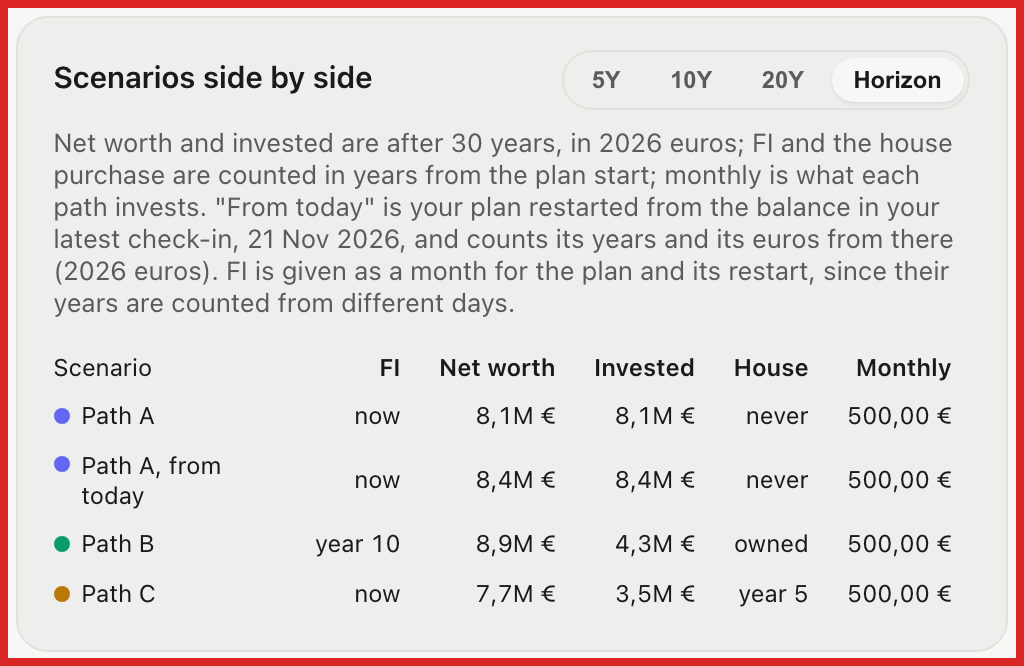 Scenarios side by side
5Y 10Y 20Y Horizon
Net worth and invested are after 30 years, in 2026 euros; FI and the house
purchase are counted in years from the plan start; monthly is what each
path invests. "From today" is your plan restarted from the balance in your
latest check-in, 21 Nov 2026, and counts its years and its euros from there
(2026 euros). FI is given as a month for the plan and its restart, since their
years are counted from different days.
Scenario FI Net worth Invested House Monthly
Path A now 8,1M € 8,1M € never 500,00 €
Path A, from
today now 8,4M € 8,4M € never 500,00 €
Path B year 10 8,9M € 4,3M € owned 500,00 €
Path C now 7,7M € 3,5M € year 5 500,00 €